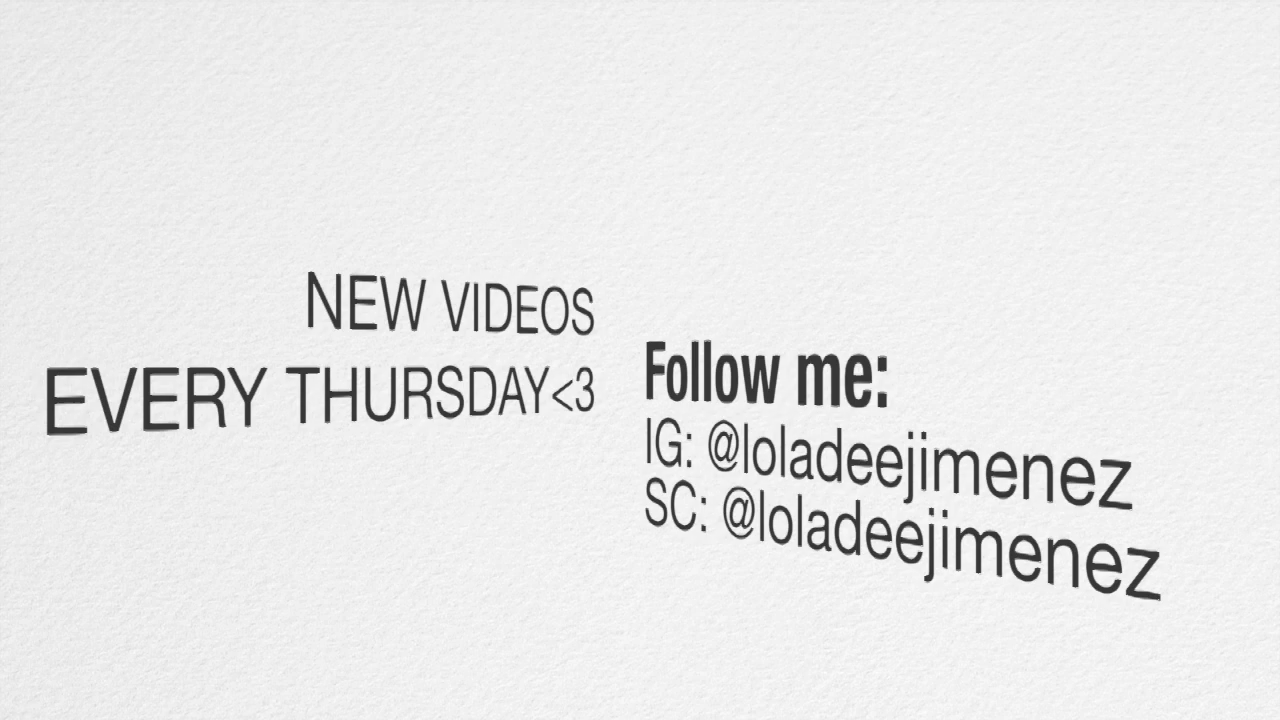 NEW VIDEOS
EVERY THURSDAY<3
Follow me:
IG: @loladeejimenez
SC: @loladeejimenez